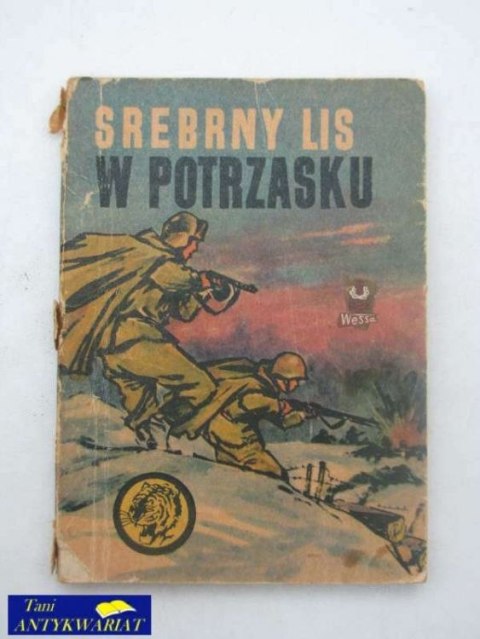 SREBRNY LIS
W POTRZASKU
WeSSa
Tani
ANTYKWARIAT